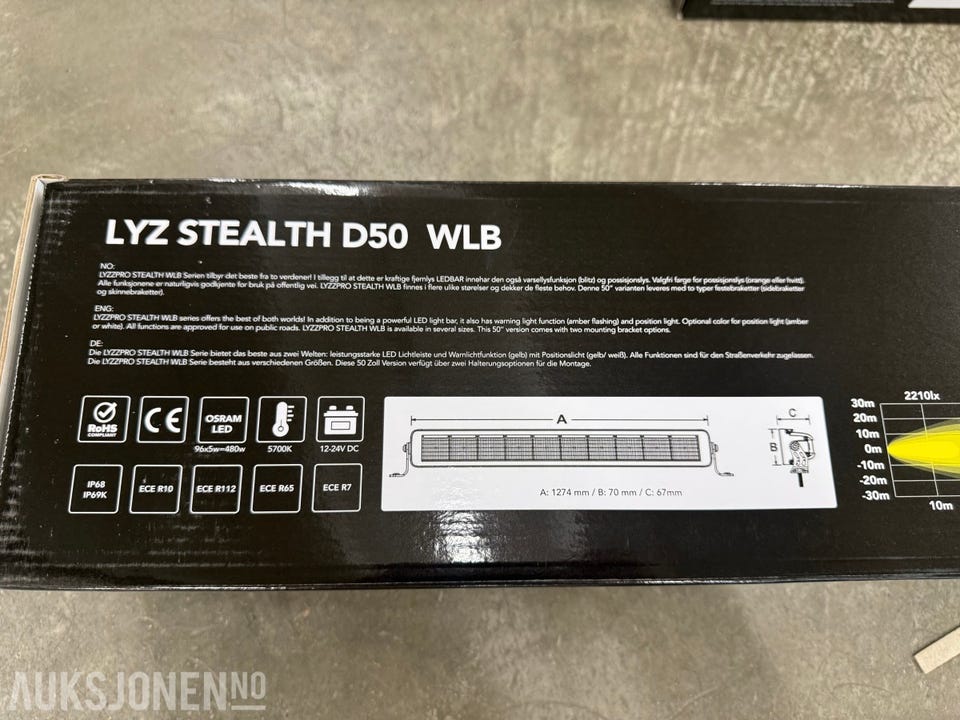 LYZ STEALTH D50 WLB
NO:
LYZZPRO STEALTH WLB Serien tilbyr det beste fra to verdener! I tillegg til at dette er kraftige fjernlys LEDBAR innehar den også varsellysfunksjon (blitz) og possisjonslys. Valgfri farge for possisjonslys (orange eller hvitt).
Alle funksjonene er naturligvis godkjente for bruk på offentlig vei. LYZZPRO STEALTH WLB finnes i flere ulike størelser og dekker de fleste behov. Denne 50" varianten leveres med to typer festebraketter (sidebraketter
og skinnebraketter).
ENG:
LYZZPRO STEALTH WLB series offers the best of both worlds! In addition to being a powerful LED light bar, it also has warning light function (amber flashing) and position light. Optional color for position light (amber
or white). All functions are approved for use on public roads. LYZZPRO STEALTH WLB is available in several sizes. This 50" version comes with two mounting bracket options.
DE:
Die LYZZPRO STEALTH WLB Serie bietet das beste aus zwei Welten: leistungsstarke LED Lichtleiste und Warnlichtfunktion (gelb) mit Positionslicht (gelb/ weiß). Alle Funktionen sind für den Straßenverkehr zugelassen.
Die LYZZPRO STEALTH WLB Serie besteht aus verschiedenen Größen. Diese 50 Zoll Version verfügt über zwei Halterungsoptionen für die Montage.
RoHS
COMPLIANT
CE
OSRAM
LED
96x5w=480w
5700K
12-24V DC
IP68
IP69K
ECE R10
ECE R112
ECE R65
ECE R7
A
B
C
A: 1274 mm / B: 70 mm / C: 67mm
2210lx
30m
20m
10m
0m
-10m
-20m
-30m
10m
AUKSJONEN.NO